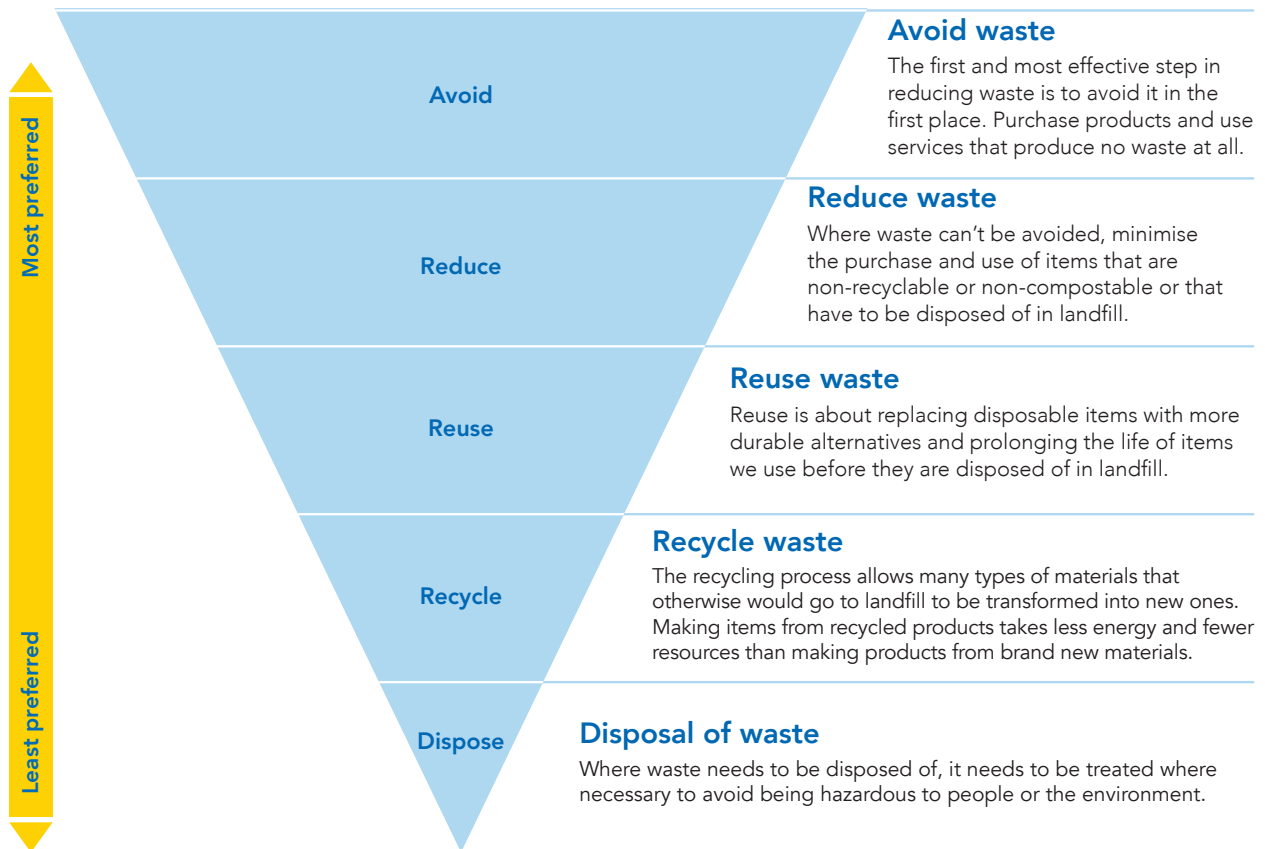 Most preferred
Least preferred
Avoid
Avoid waste
The first and most effective step in
reducing waste is to avoid it in the
first place. Purchase products and use
services that produce no waste at all.
Reduce
Reduce waste
Where waste can’t be avoided, minimise
the purchase and use of items that are
non-recyclable or non-compostable or that
have to be disposed of in landfill.
Reuse
Reuse waste
Reuse is about replacing disposable items with more
durable alternatives and prolonging the life of items
we use before they are disposed of in landfill.
Recycle
Recycle waste
The recycling process allows many types of materials that
otherwise would go to landfill to be transformed into new ones.
Making items from recycled products takes less energy and fewer
resources than making products from brand new materials.
Dispose
Disposal of waste
Where waste needs to be disposed of, it needs to be treated where
necessary to avoid being hazardous to people or the environment.